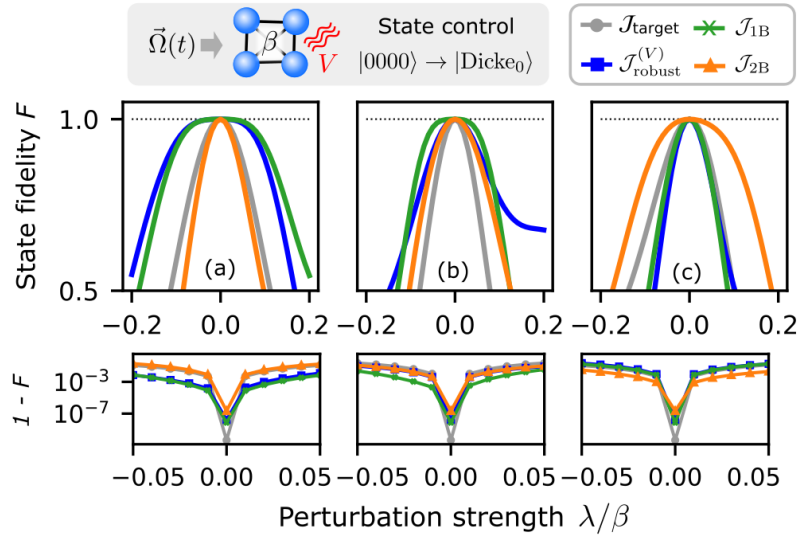 Ω⃗(t)
β
V
State control
|0000⟩ → |Dicke₀⟩
𝒥target
𝒥robust^(V)
𝒥1B
𝒥2B
State fidelity F
1.0
0.5
(a)
(b)
(c)
−0.2 0.0 0.2
−0.2 0.0 0.2
−0.2 0.0 0.2
1 - F
10⁻³
10⁻⁷
−0.05 0.00 0.05
−0.05 0.00 0.05
−0.05 0.00 0.05
Perturbation strength λ/β